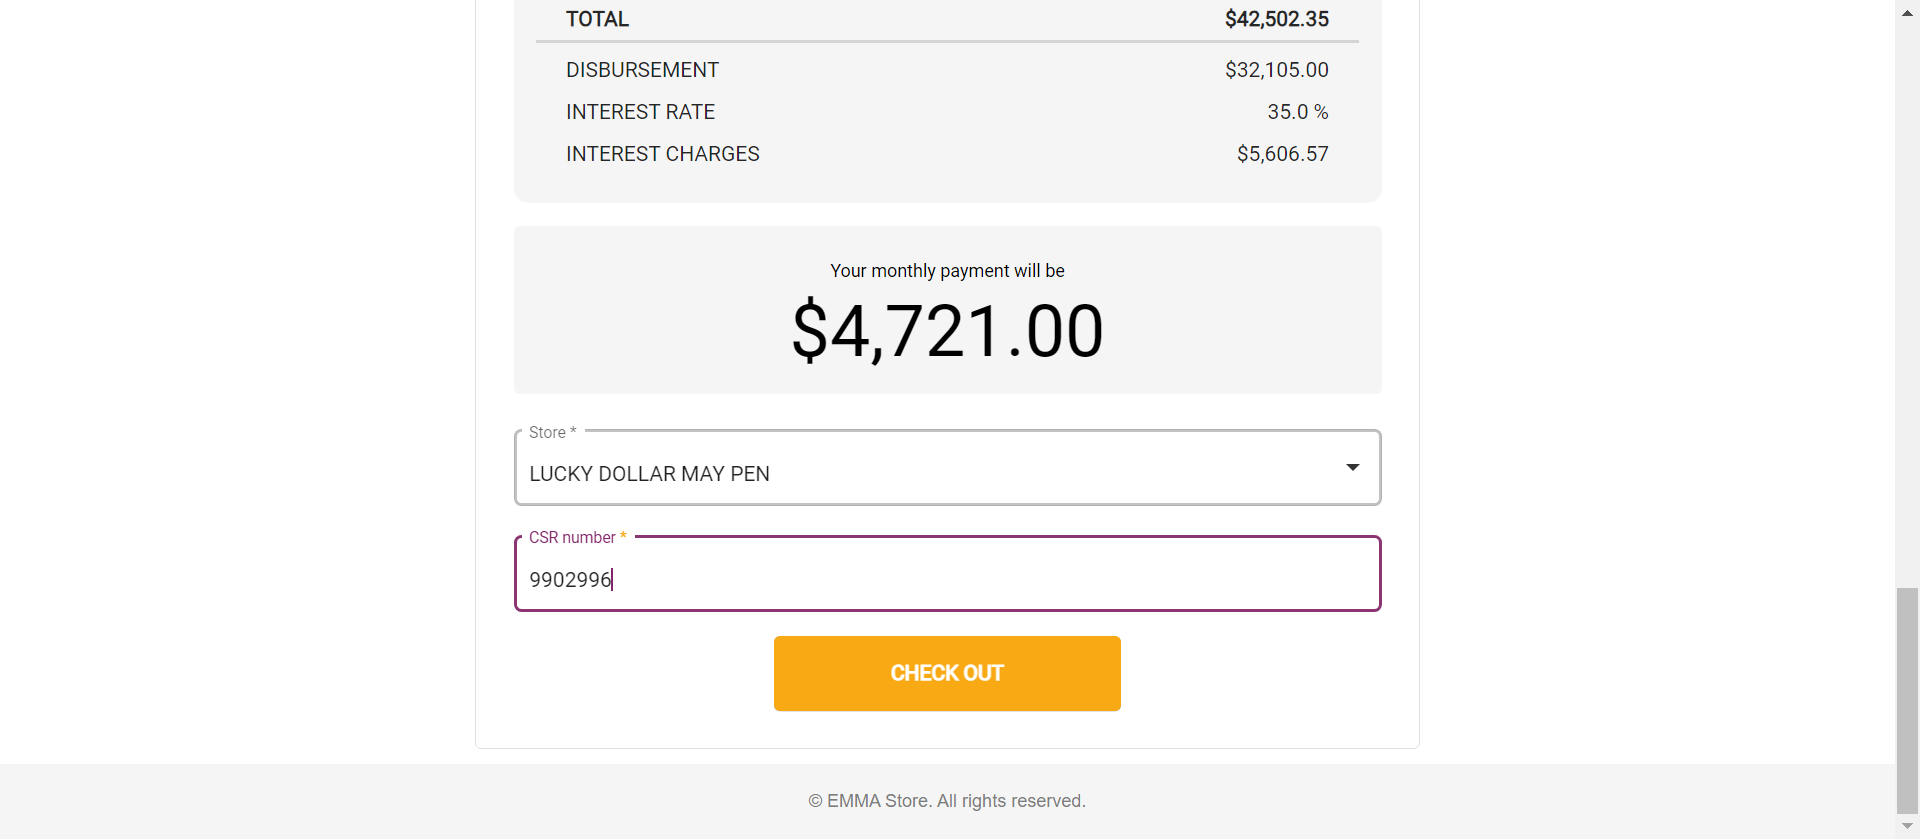 TOTAL $42,502.35
DISBURSEMENT $32,105.00
INTEREST RATE 35.0 %
INTEREST CHARGES $5,606.57
Your monthly payment will be
$4,721.00
Store *
LUCKY DOLLAR MAY PEN
CSR number *
9902996
CHECK OUT
© EMMA Store. All rights reserved.